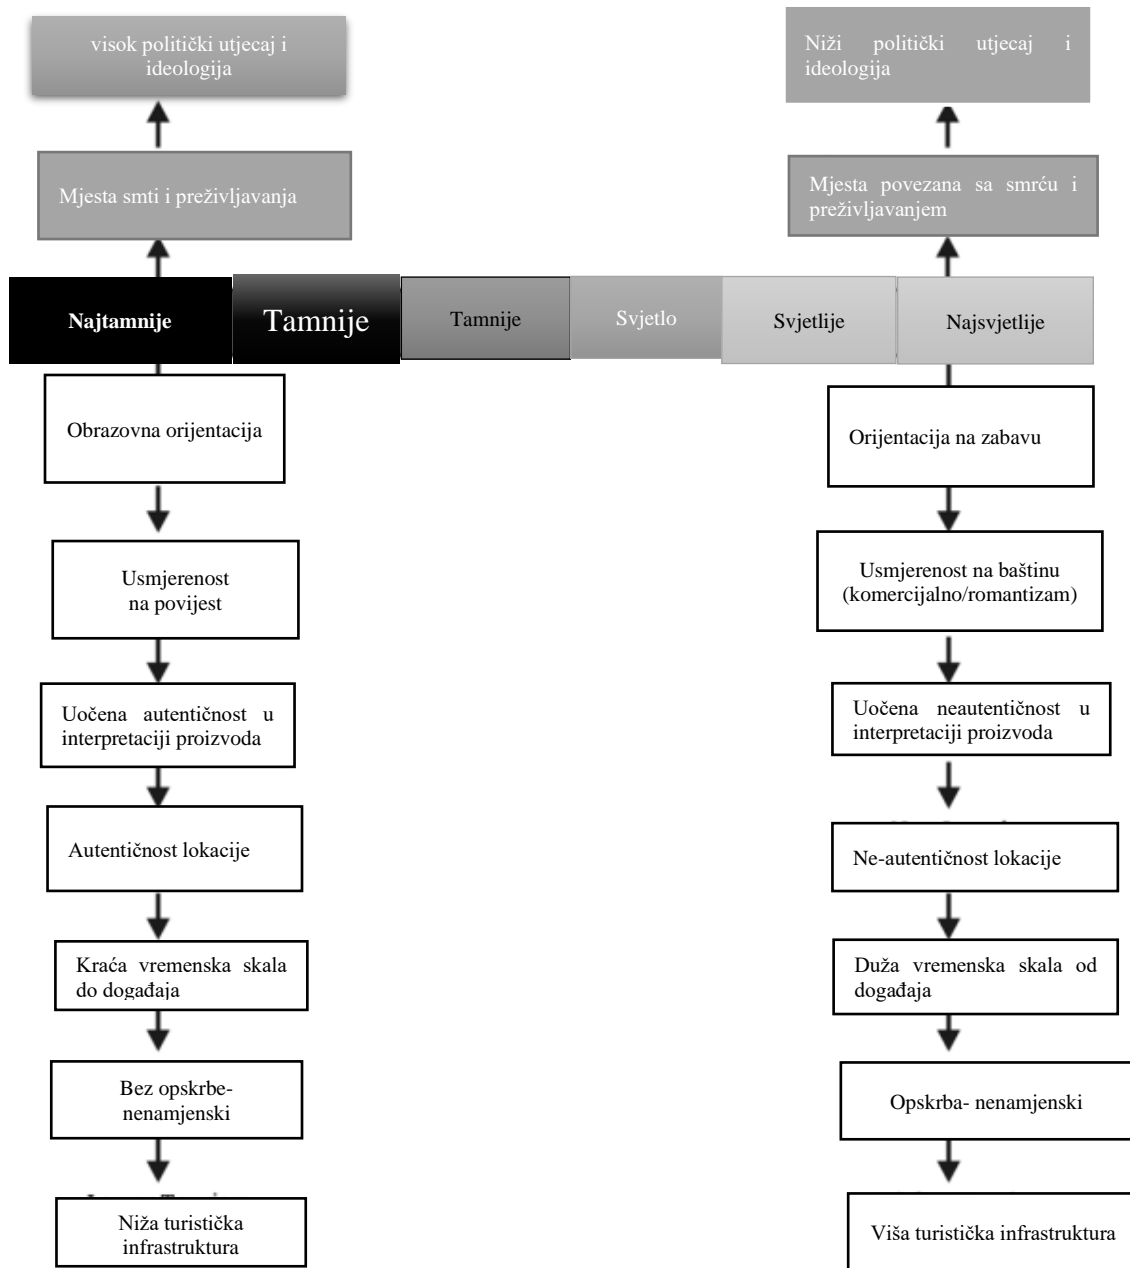 visok politički utjecaj i
ideologija
Niži politički utjecaj i
ideologija
Mjesta smti i preživljavanja
Mjesta povezana sa smrću i
preživljavanjem
Najtamnije
Tamnije
Tamnije
Svjetlo
Svjetlije
Najsvjetlije
Obrazovna orijentacija
Orijentacija na zabavu
Usmjerenost
na povijest
Usmjerenost na baštinu
(komercijalno/romantizam)
Uočena autentičnost u
interpretaciji proizvoda
Uočena neautentičnost u
interpretaciji proizvoda
Autentičnost lokacije
Ne-autentičnost lokacije
Kraća vremenska skala
do događaja
Duža vremenska skala od
događaja
Bez opskrbe-
nenamjenski
Opskrba- nenamjenski
Niža turistička
infrastruktura
Viša turistička infrastruktura